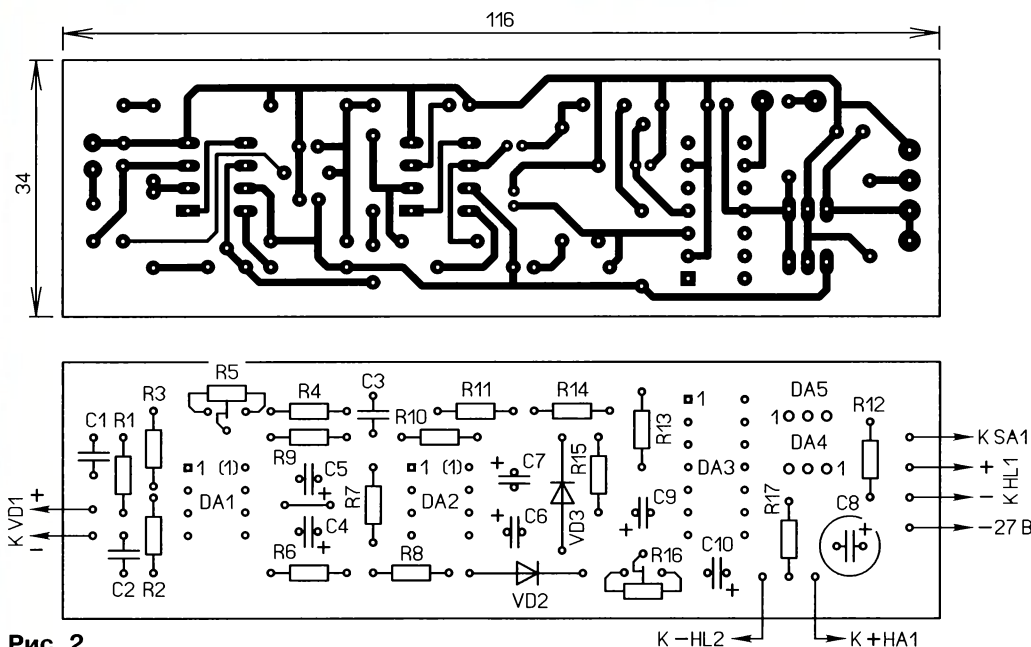 116
34
R5
R3
R4
C3
R11
R14
DA5
C1
R1
R10
1
R12
К SA1
R13
R9
DA4
1 (1)
C5
1 (1)
C7
R15
1
1
+
К HL1
DA1
R7
DA2
DA3
К VD1
+
−
C4
C6
VD3
C9
R17
C8
−
−27 В
C2
R2
R6
R8
VD2
R16
C10
К −HL2
К +HA1
Рис. 2